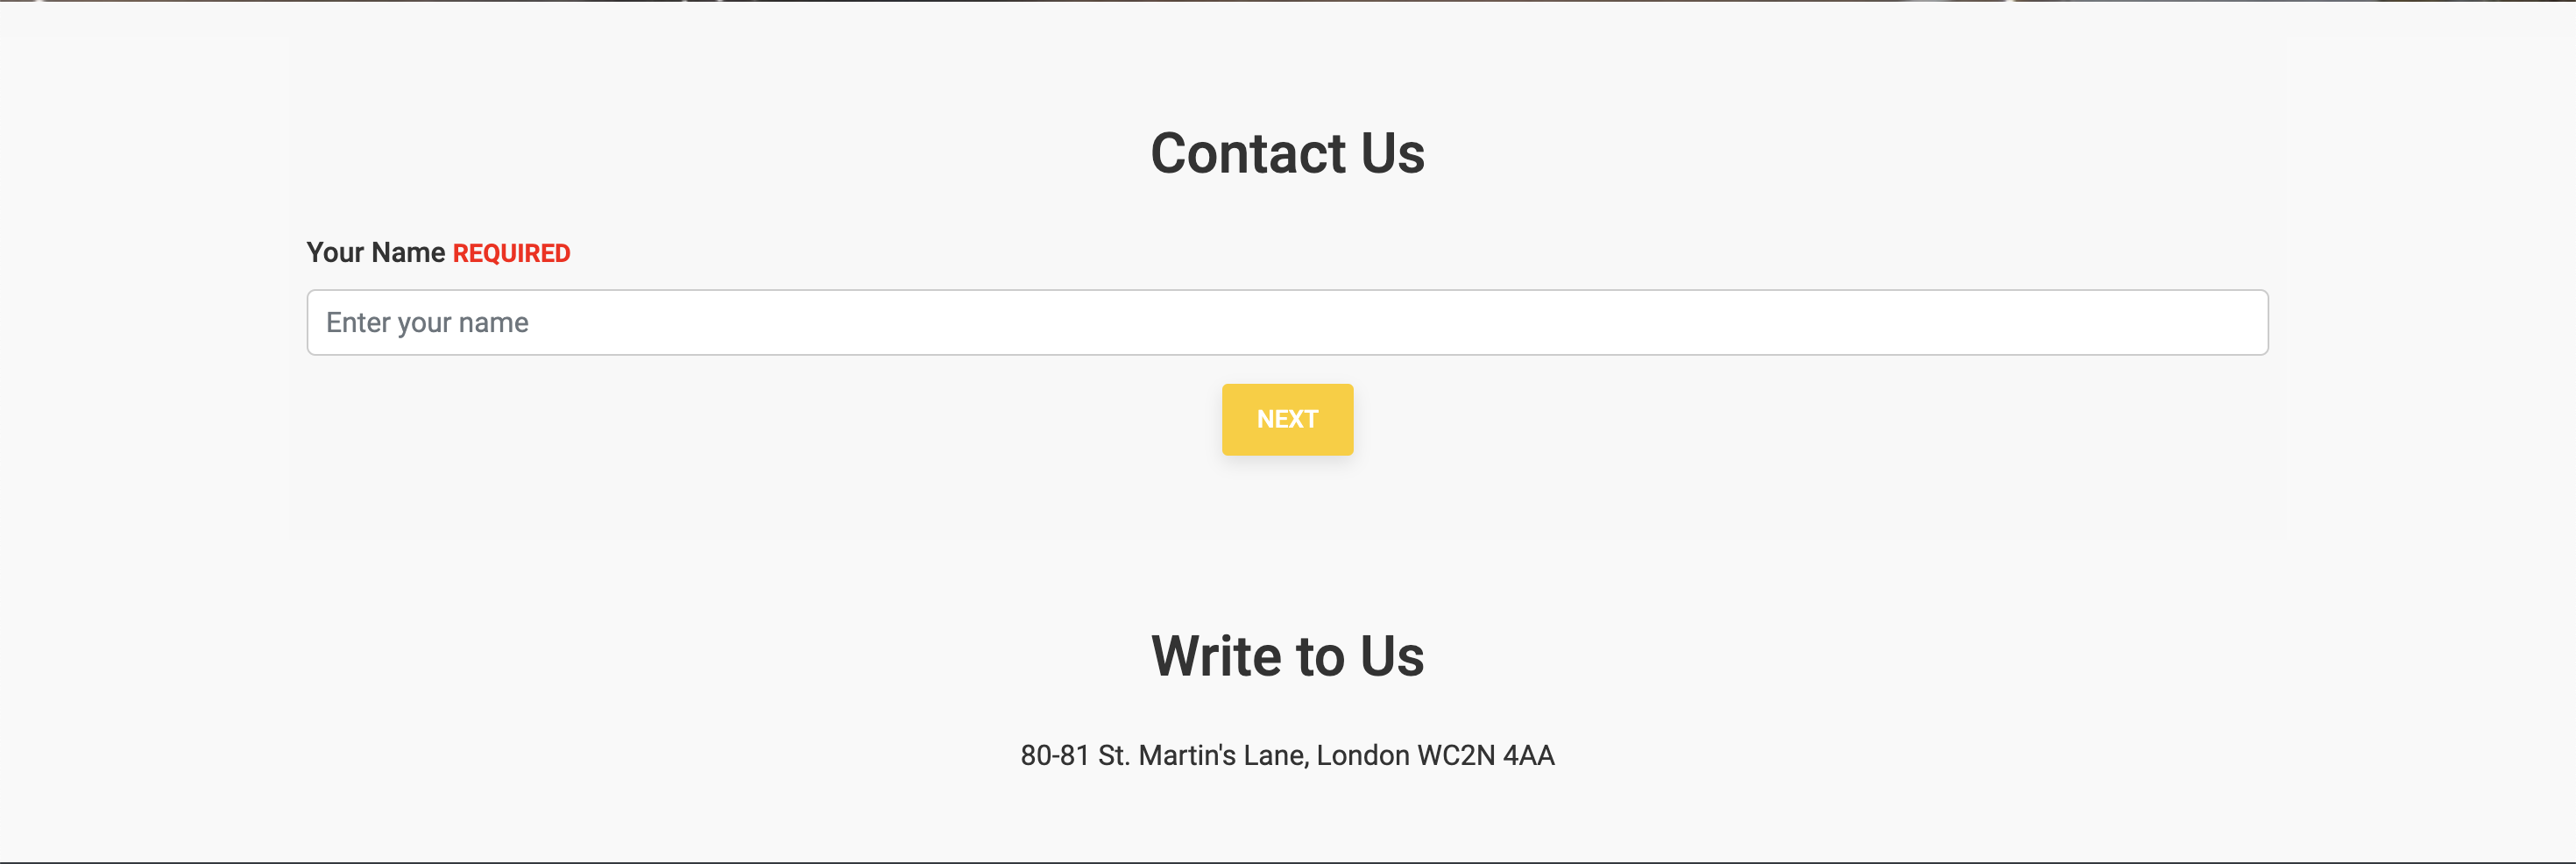 Contact Us
Your Name REQUIRED
Enter your name
NEXT
Write to Us
80-81 St. Martin's Lane, London WC2N 4AA